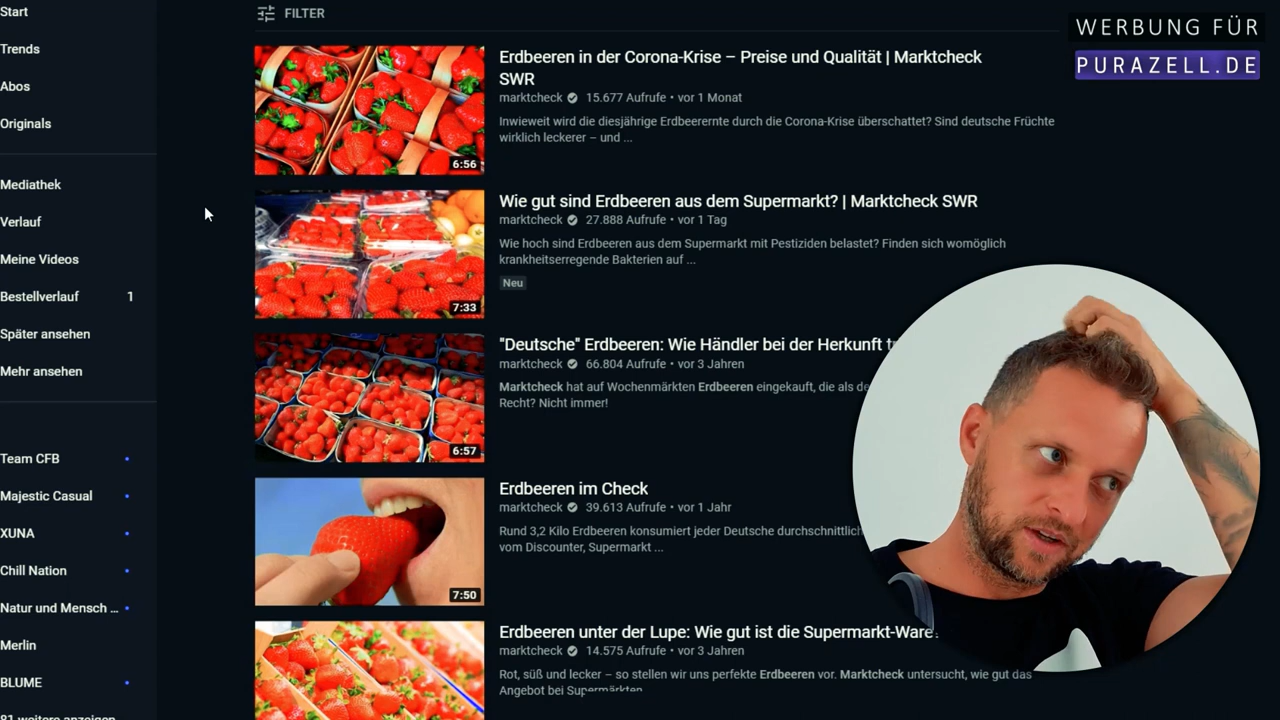 Start
Trends
Abos
Originals
Mediathek
Verlauf
Meine Videos
Bestellverlauf 1
Später ansehen
Mehr ansehen
Team CFB
Majestic Casual
XUNA
Chill Nation
Natur und Mensch ...
Merlin
BLUME
81 weitere anzeigen
FILTER
6:56
Erdbeeren in der Corona-Krise – Preise und Qualität | Marktcheck
SWR
marktcheck 15.677 Aufrufe • vor 1 Monat
Inwieweit wird die diesjährige Erdbeerernte durch die Corona-Krise überschattet? Sind deutsche Früchte
wirklich leckerer – und ...
7:33
Wie gut sind Erdbeeren aus dem Supermarkt? | Marktcheck SWR
marktcheck 27.888 Aufrufe • vor 1 Tag
Wie hoch sind Erdbeeren aus dem Supermarkt mit Pestiziden belastet? Finden sich womöglich
krankheitserregende Bakterien auf ...
Neu
6:57
"Deutsche" Erdbeeren: Wie Händler bei der Herkunft
marktcheck 66.804 Aufrufe • vor 3 Jahren
Marktcheck hat auf Wochenmärkten Erdbeeren eingekauft, die als
Recht? Nicht immer!
7:50
Erdbeeren im Check
marktcheck 39.613 Aufrufe • vor 1 Jahr
Rund 3,2 Kilo Erdbeeren konsumiert jeder Deutsche durchschnittlich
vom Discounter, Supermarkt ...
Erdbeeren unter der Lupe: Wie gut ist die Supermarkt-Ware?
marktcheck 14.575 Aufrufe • vor 3 Jahren
Rot, süß und lecker – so stellen wir uns perfekte Erdbeeren vor. Marktcheck untersucht, wie gut das
Angebot bei Supermärkten
WERBUNG FÜR
PURAZELL.DE